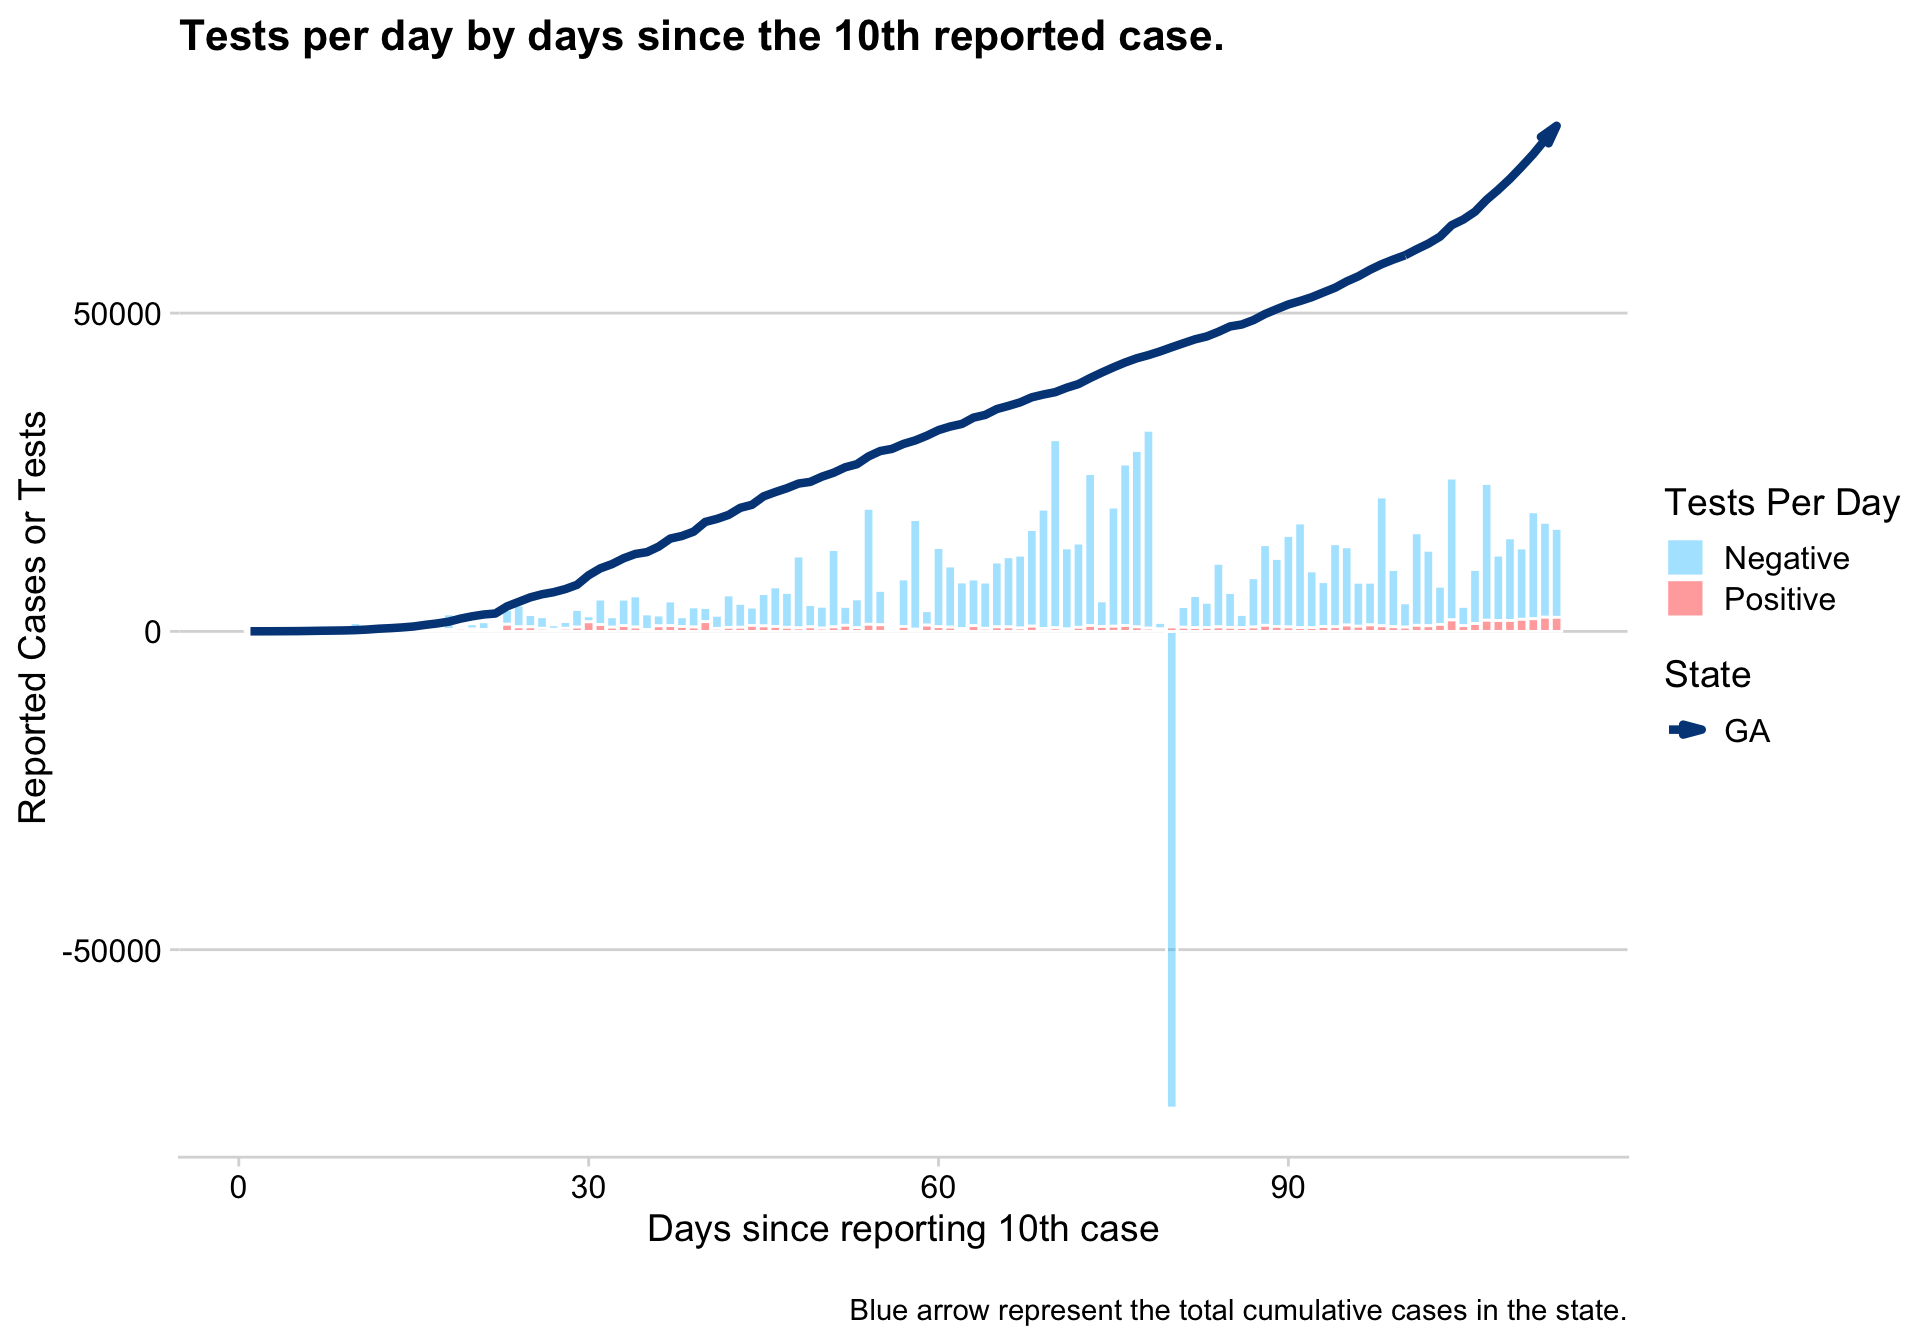 Tests per day by days since the 10th reported case.
50000
0
-50000
Reported Cases or Tests
0
30
60
90
Days since reporting 10th case
Tests Per Day
Negative
Positive
State
GA
Blue arrow represent the total cumulative cases in the state.